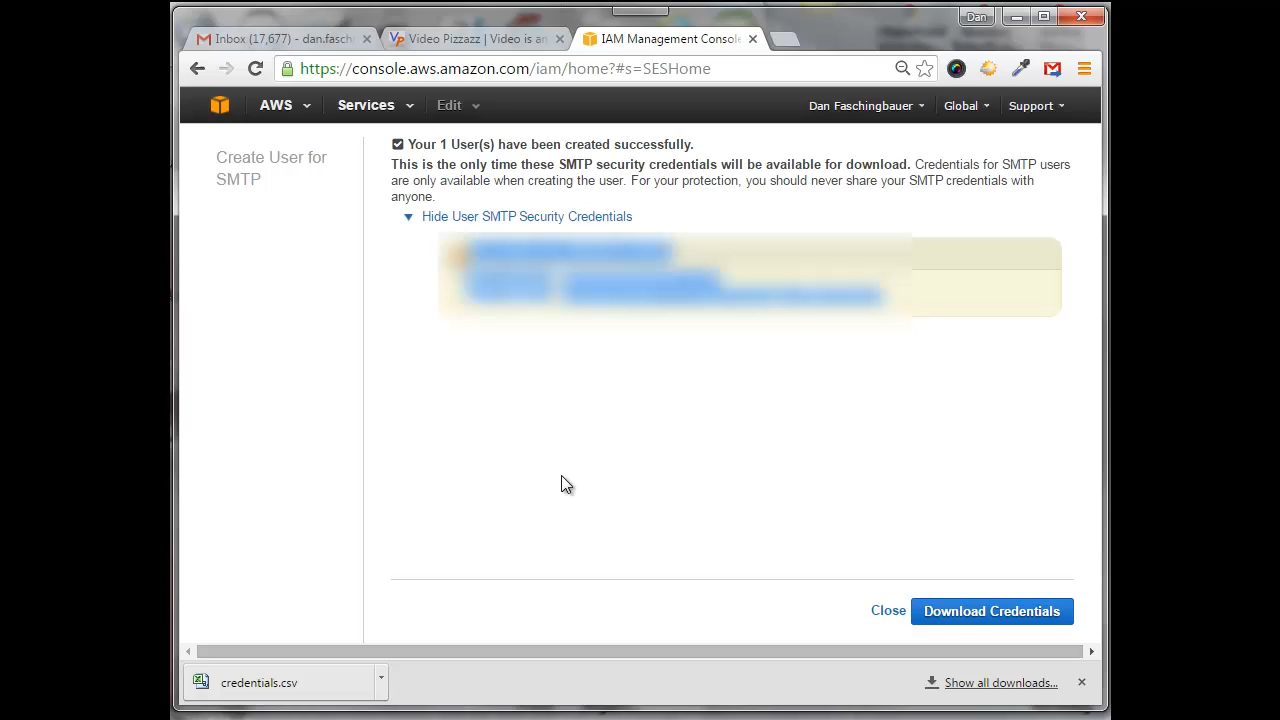 Dan
Inbox (17,677) - dan.fasch
Video Pizzazz | Video is an
IAM Management Console
https://console.aws.amazon.com/iam/home?#s=SESHome
AWS Services Edit Dan Faschingbauer Global Support
Create User for
SMTP
Your 1 User(s) have been created successfully.
This is the only time these SMTP security credentials will be available for download. Credentials for SMTP users
are only available when creating the user. For your protection, you should never share your SMTP credentials with
anyone.
Hide User SMTP Security Credentials
Close Download Credentials
credentials.csv
Show all downloads...